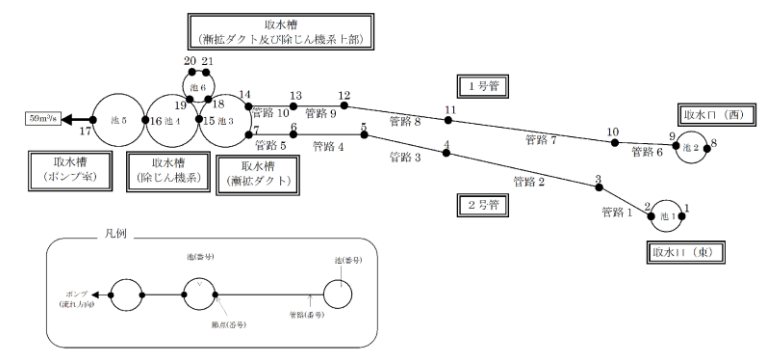 取水槽
(漸拡ダクト及び除じん機系上部)
20 21
池 6
19 18
14
管路 10
13
管路 9
12
管路 8
11
管路 7
10
管路 6
9
池 2
8
1 号管
取水口 (西)
59m³/s
17
池 5
16
池 4
15
池 3
7
管路 5
6
管路 4
5
管路 3
4
管路 2
3
管路 1
2
池 1
1
2 号管
取水口 (東)
取水槽
(ポンプ室)
取水槽
(除じん機系)
取水槽
(漸拡ダクト)
凡例
池(番号)
池(番号)
ポンプ
(流れ方向)
節点(番号)
管路(番号)